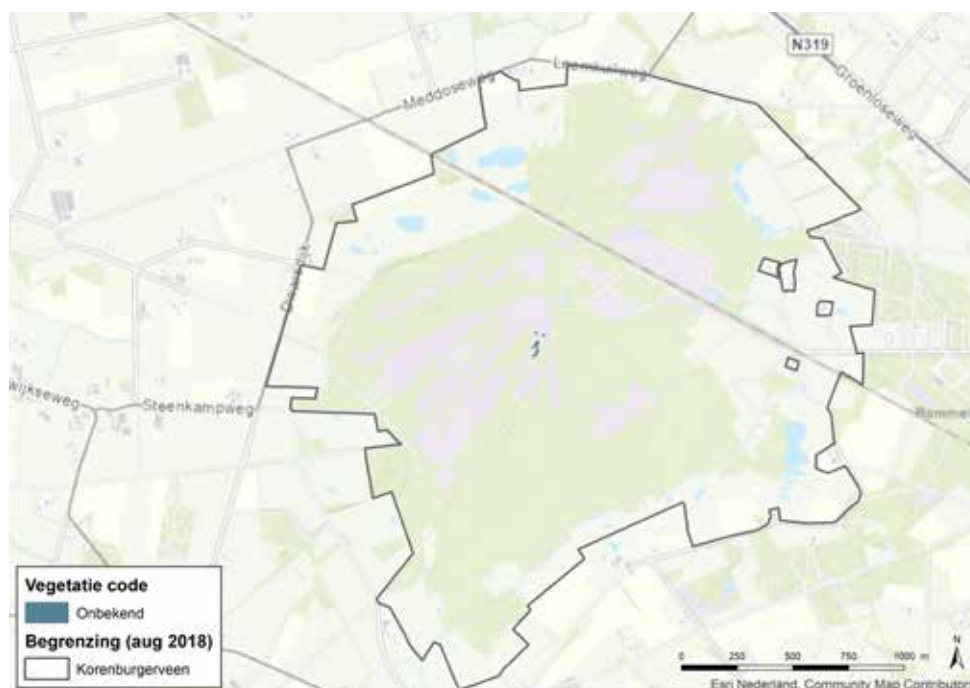 N319
Groenloseweg
Meddoseweg
Steenkampweg
wijkseweg
Vegetatie code
Onbekend
Begrenzing (aug 2018)
Korenburgerveen
N
0 250 500 750 1000 m
Esri Nederland, Community Map Contributors